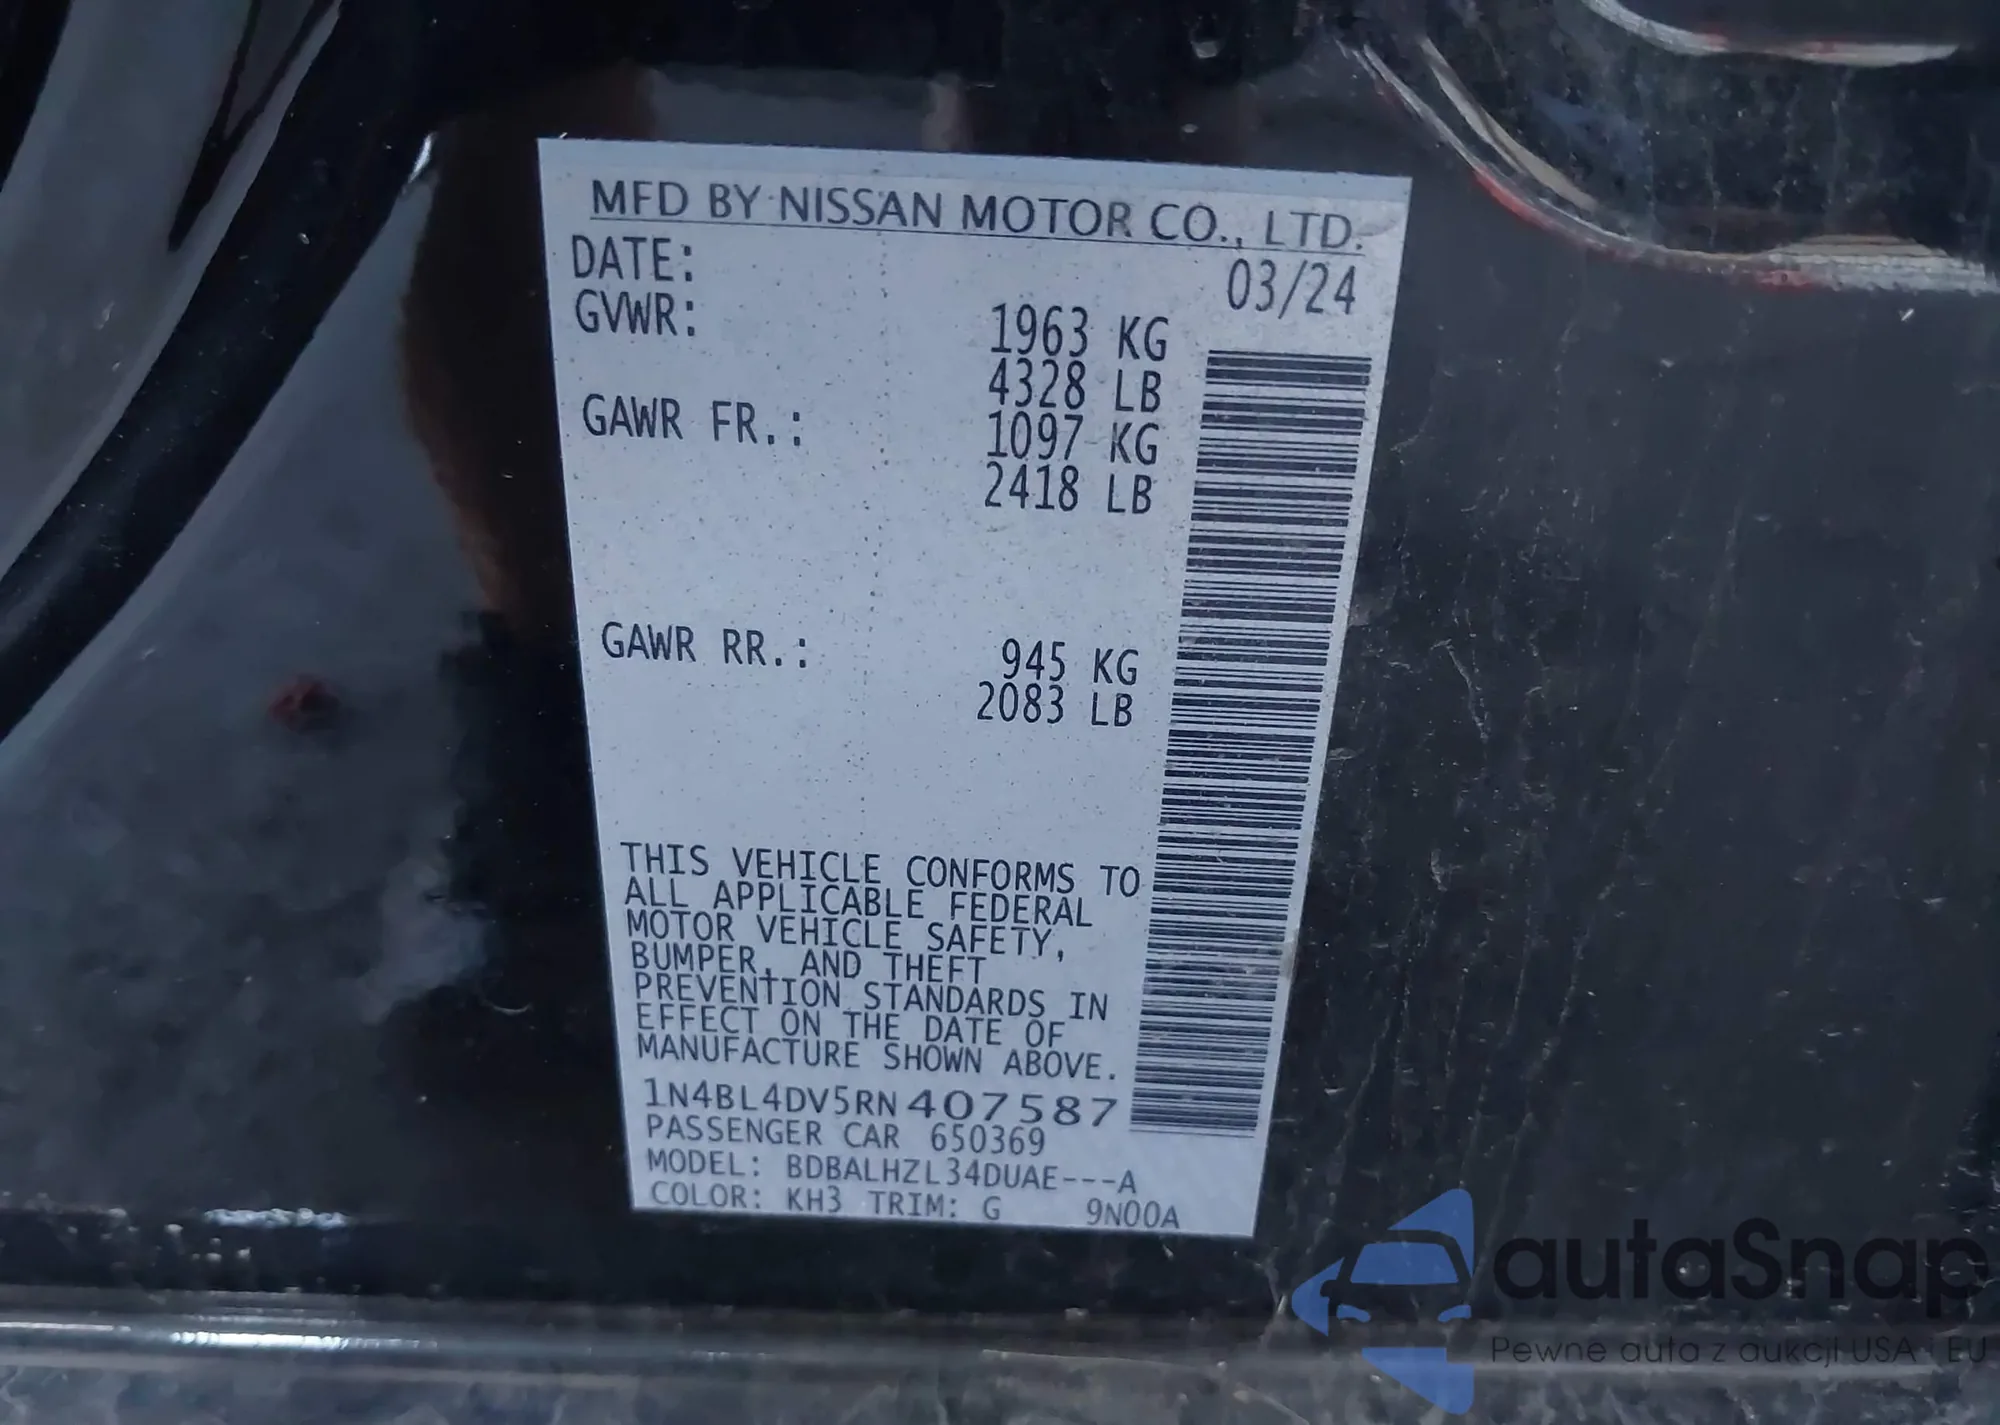 MFD BY NISSAN MOTOR CO., LTD.
DATE: 03/24
GVWR: 1963 KG
4328 LB
GAWR FR.: 1097 KG
2418 LB
GAWR RR.: 945 KG
2083 LB
THIS VEHICLE CONFORMS TO
ALL APPLICABLE FEDERAL
MOTOR VEHICLE SAFETY,
BUMPER, AND THEFT
PREVENTION STANDARDS IN
EFFECT ON THE DATE OF
MANUFACTURE SHOWN ABOVE.
1N4BL4DV5RN407587
PASSENGER CAR 650369
MODEL: BDBALHZL34DUAE---A
COLOR: KH3 TRIM: G 9N00A
autaSnap
Pewne auta z aukcji USA i EU